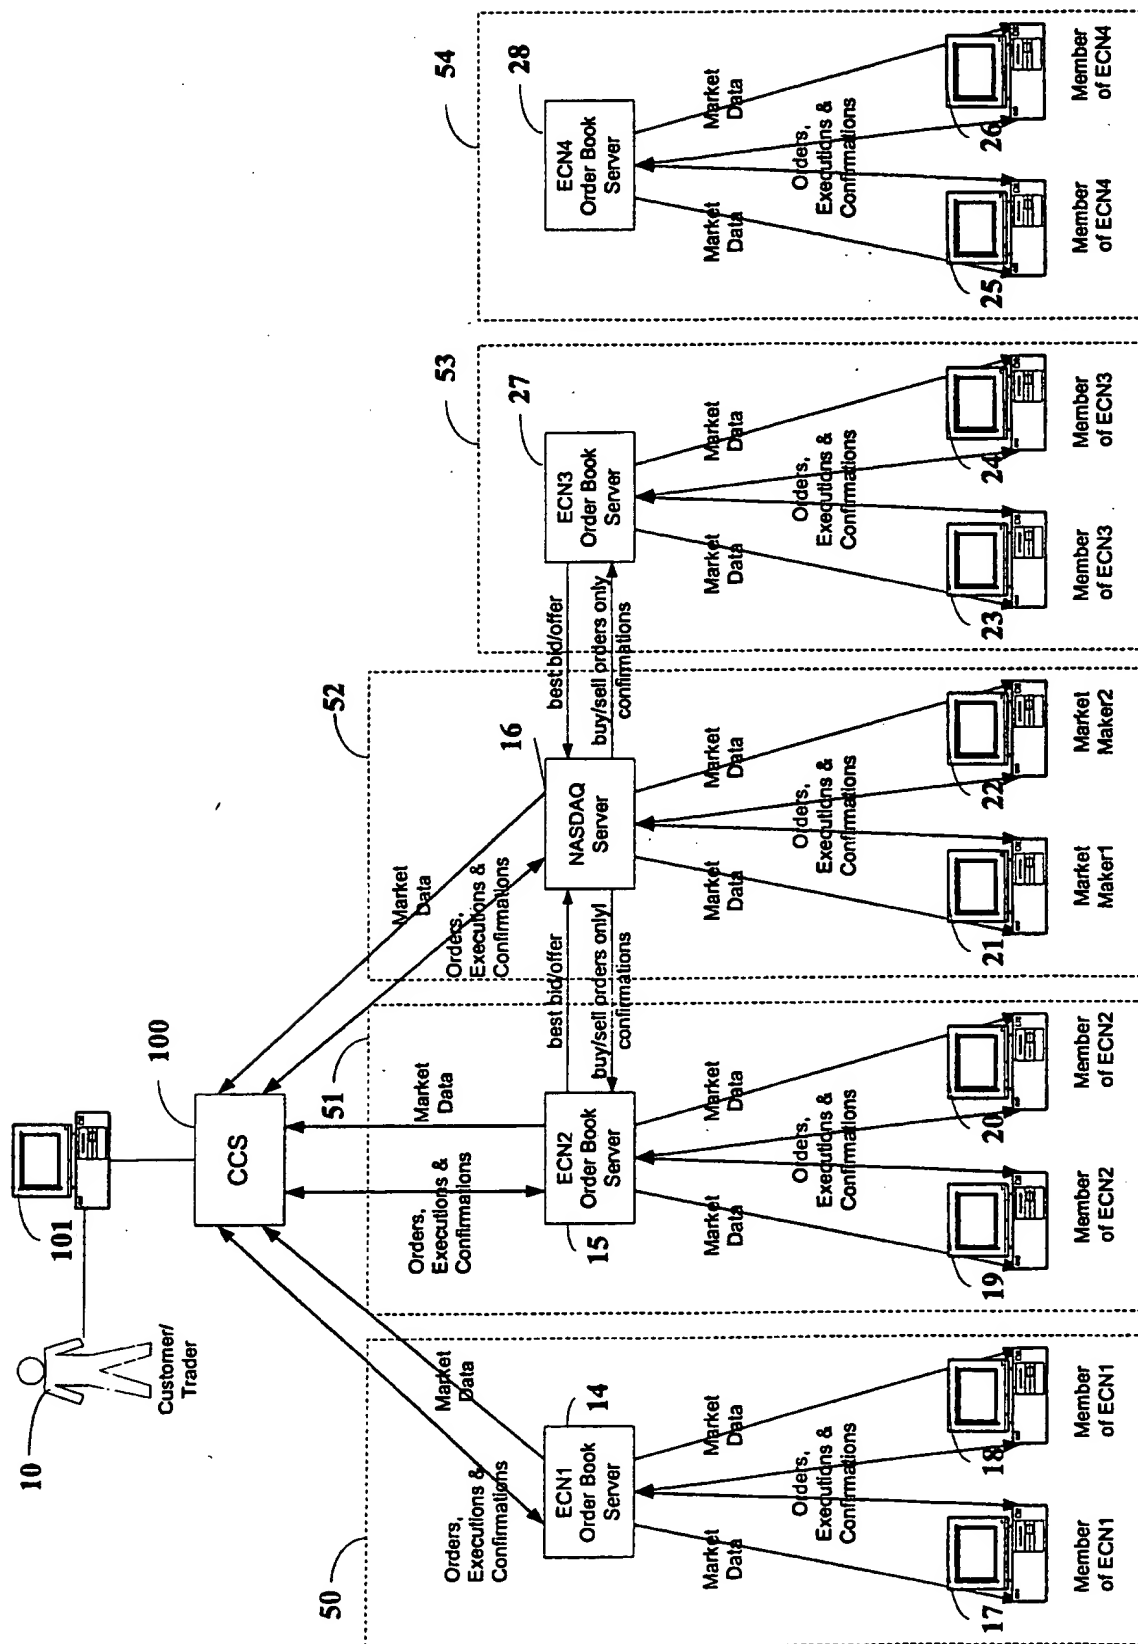 10
Customer/
Trader
101
CCS
100
50
Orders,
Executions &
Confirmations
Market
Data
ECN1
Order Book
Server
14
Market
Data
Orders,
Executions &
Confirmations
Market
Data
17
18
Member
of ECN1
Member
of ECN1
51
Orders,
Executions &
Confirmations
Market
Data
ECN2
Order Book
Server
15
Market
Data
Orders,
Executions &
Confirmations
Market
Data
19
20
Member
of ECN2
Member
of ECN2
best bid/offer
buy/sell orders only
confirmations
52
Market
Data
Orders,
Executions &
Confirmations
16
NASDAQ
Server
Market
Data
Orders,
Executions &
Confirmations
Market
Data
21
22
Market
Maker1
Market
Maker2
best bid/offer
buy/sell orders only
confirmations
53
27
ECN3
Order Book
Server
Market
Data
Orders,
Executions &
Confirmations
Market
Data
23
24
Member
of ECN3
Member
of ECN3
54
28
ECN4
Order Book
Server
Market
Data
Orders,
Executions &
Confirmations
Market
Data
25
26
Member
of ECN4
Member
of ECN4